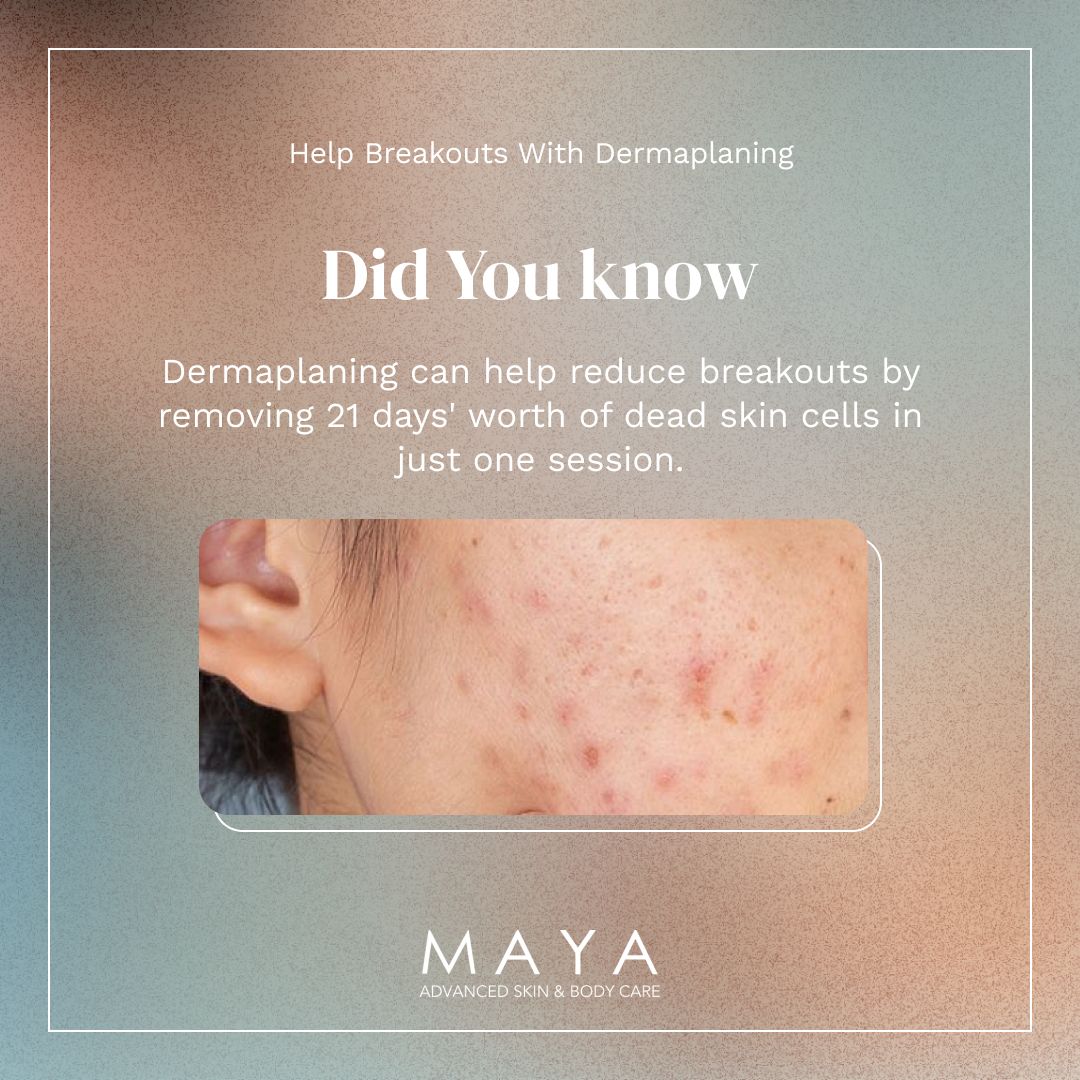 Help Breakouts With Dermaplaning
Did You know
Dermaplaning can help reduce breakouts by
removing 21 days' worth of dead skin cells in
just one session.
MAYA
ADVANCED SKIN & BODY CARE